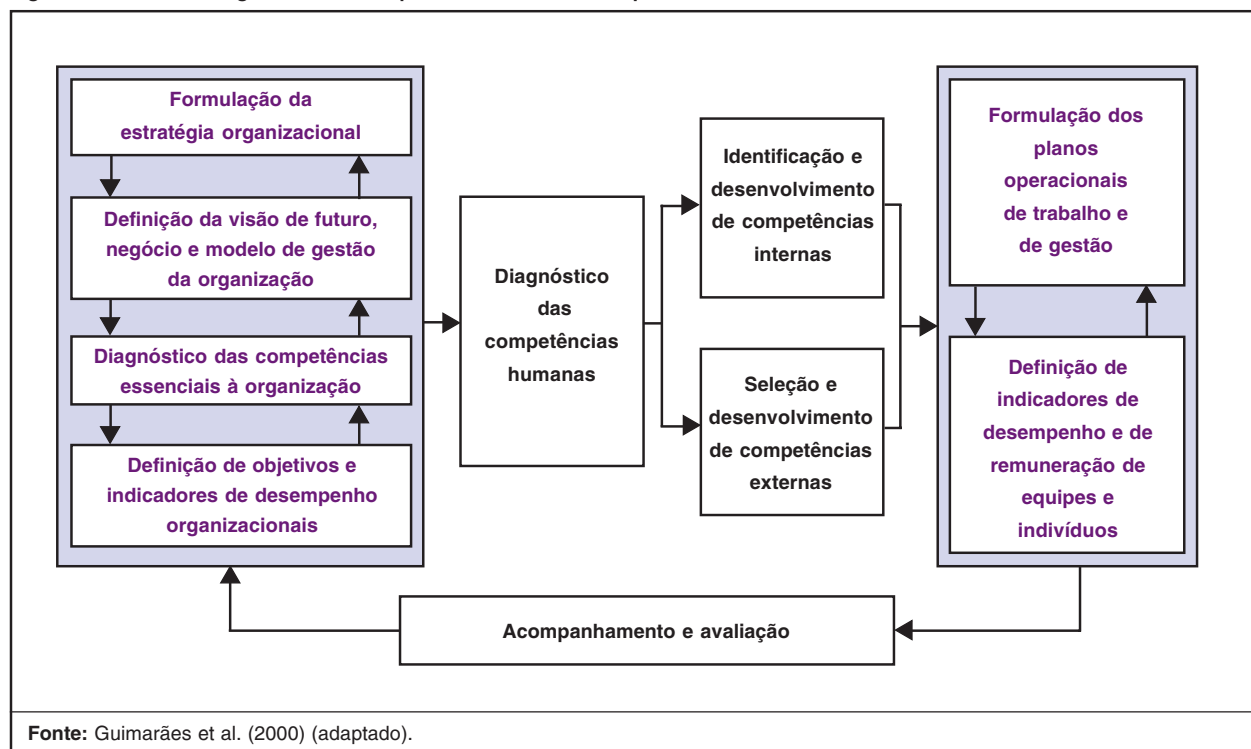 Formulação da
estratégia organizacional
Definição da visão de futuro,
negócio e modelo de gestão
da organização
Diagnóstico das competências
essenciais à organização
Definição de objetivos e
indicadores de desempenho
organizacionais
Diagnóstico
das
competências
humanas
Identificação e
desenvolvimento
de competências
internas
Seleção e
desenvolvimento
de competências
externas
Formulação dos
planos
operacionais
de trabalho e
de gestão
Definição de
indicadores de
desempenho e de
remuneração de
equipes e
indivíduos
Acompanhamento e avaliação
Fonte: Guimarães et al. (2000) (adaptado).